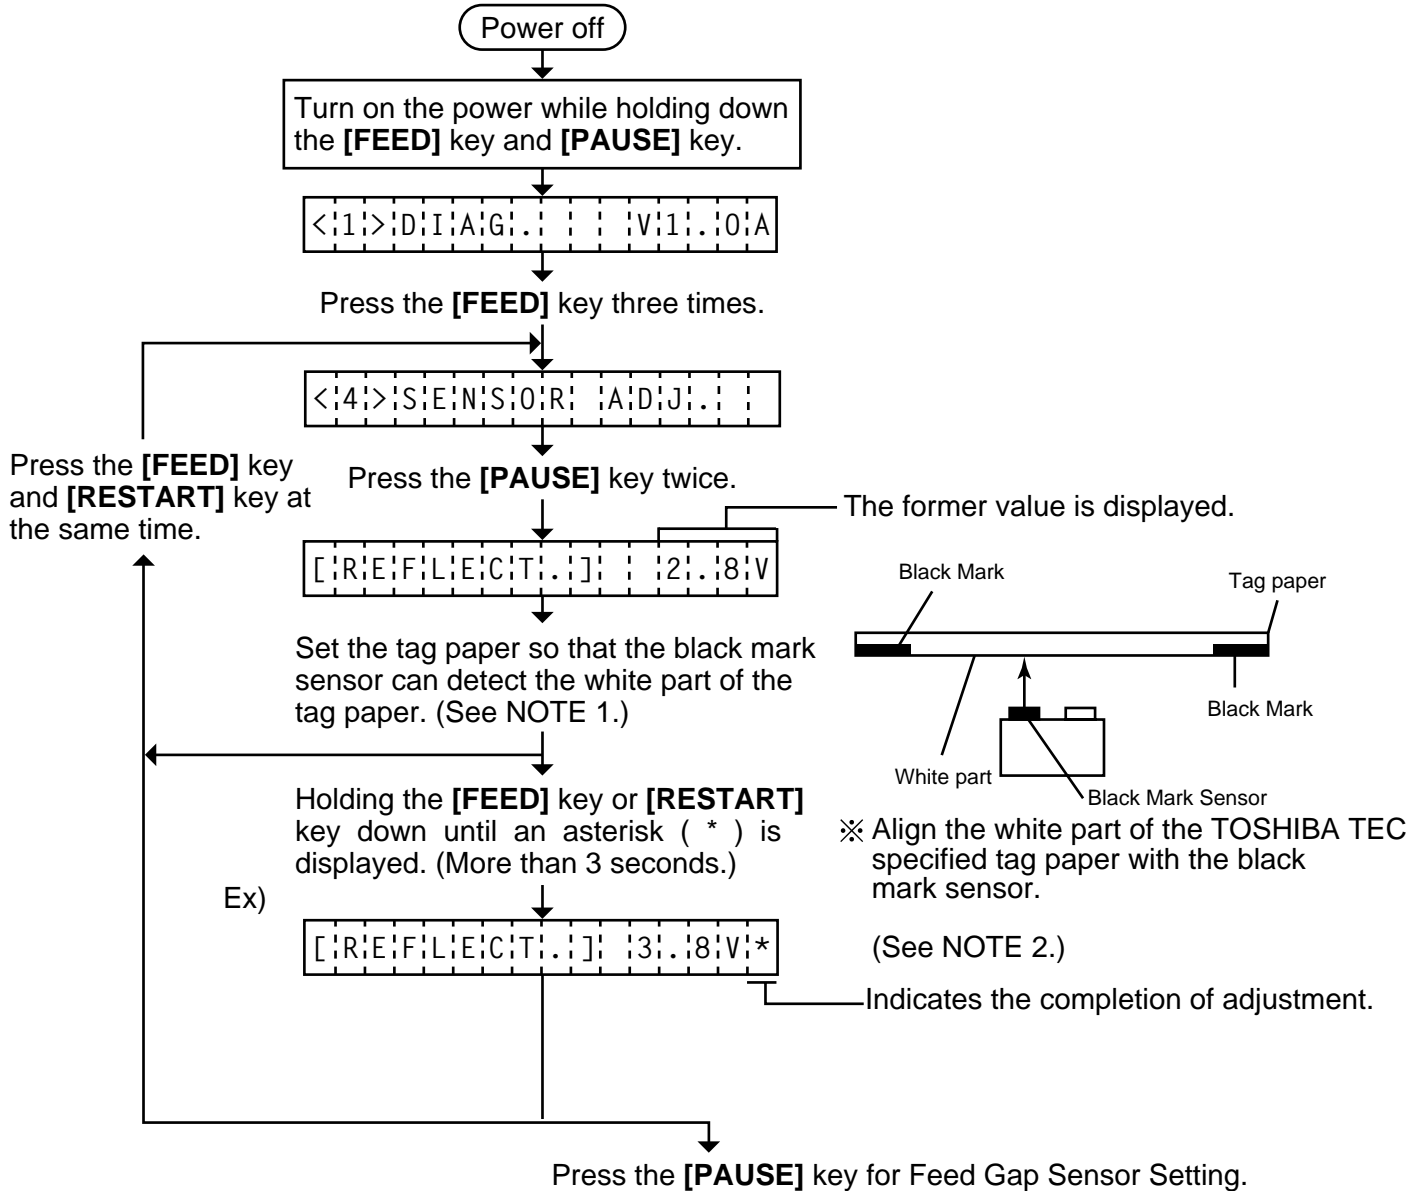 Power off
Turn on the power while holding down
the [FEED] key and [PAUSE] key.
<1>DIAG.   V1.0A
Press the [FEED] key three times.
<4>SENSOR ADJ.
Press the [FEED] key
and [RESTART] key at
the same time.
Press the [PAUSE] key twice.
The former value is displayed.
[REFLECT.]  2.8V
Black Mark
Tag paper
Set the tag paper so that the black mark
sensor can detect the white part of the
tag paper. (See NOTE 1.)
Black Mark
White part
Black Mark Sensor
Holding the [FEED] key or [RESTART]
key down until an asterisk ( * ) is
displayed. (More than 3 seconds.)
※ Align the white part of the TOSHIBA TEC
specified tag paper with the black
mark sensor.
(See NOTE 2.)
Ex)
[REFLECT.] 3.8V*
Indicates the completion of adjustment.
Press the [PAUSE] key for Feed Gap Sensor Setting.